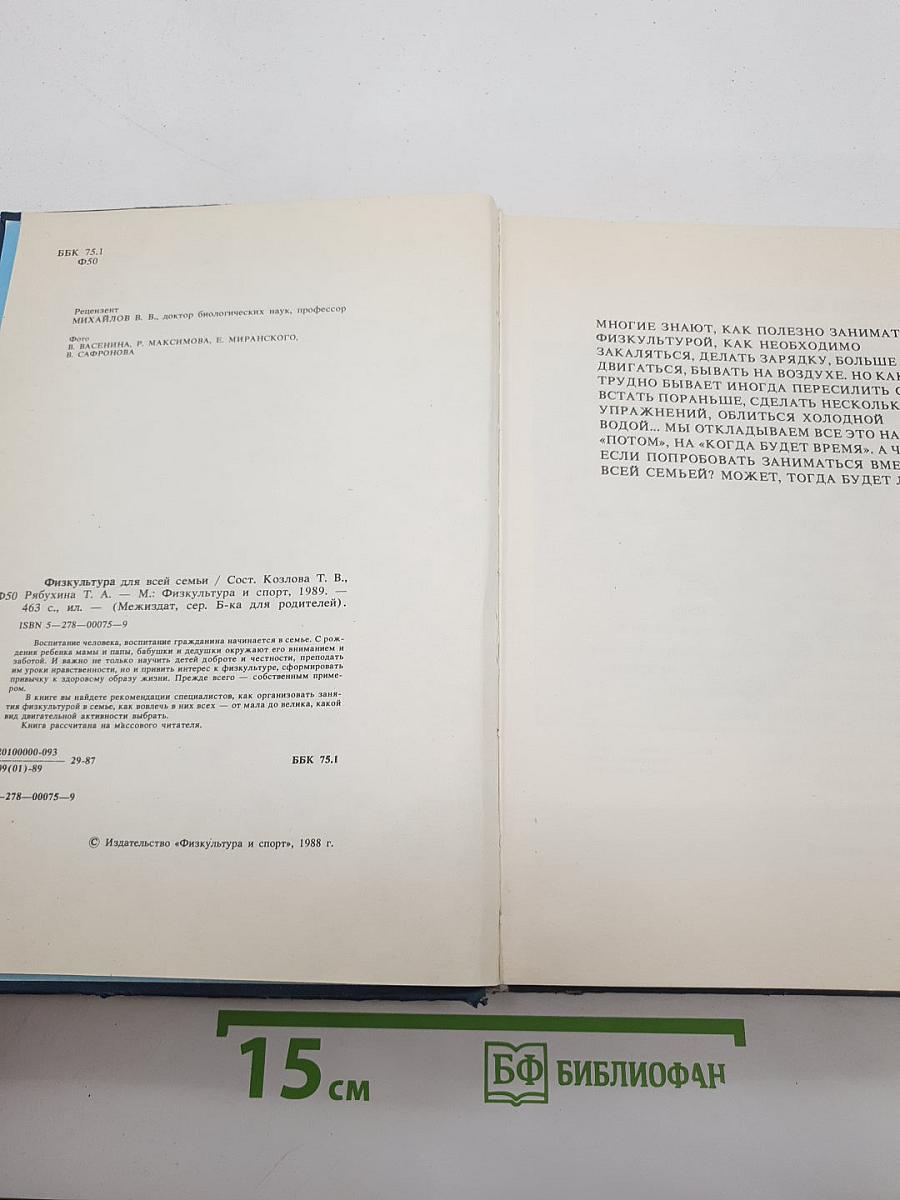 ББК 75.1
Ф50
Рецензент
МИХАЙЛОВ В. В., доктор биологических наук, профессор
Фото
В. ВАСЕНИНА, Р. МАКСИМОВА, Е. МИРАНСКОГО,
В. САФРОНОВА
Физкультура для всей семьи / Сост. Козлова Т. В.,
Ф50 Рябухина Т. А. — М.: Физкультура и спорт, 1989. —
463 с., ил. — (Межиздат, сер. Б-ка для родителей).
ISBN 5—278—00075—9
Воспитание человека, воспитание гражданина начинается в семье. С рож-
дения ребенка мамы и папы, бабушки и дедушки окружают его вниманием и
заботой. И важно не только научить детей доброте и честности, преподать
им уроки нравственности, но и привить интерес к физкультуре, сформировать
привычку к здоровому образу жизни. Прежде всего — собственным приме-
ром.
В книге вы найдете рекомендации специалистов, как организовать заня-
тия физкультурой в семье, как вовлечь в них всех — от мала до велика, какой
вид двигательной активности выбрать.
Книга рассчитана на массового читателя.
20100000-093
09(01)-89
29-87
ББК 75.1
—278—00075—9
© Издательство «Физкультура и спорт», 1988 г.
МНОГИЕ ЗНАЮТ, КАК ПОЛЕЗНО ЗАНИМАТ
ФИЗКУЛЬТУРОЙ, КАК НЕОБХОДИМО
ЗАКАЛЯТЬСЯ, ДЕЛАТЬ ЗАРЯДКУ, БОЛЬШЕ
ДВИГАТЬСЯ, БЫВАТЬ НА ВОЗДУХЕ. НО КАК
ТРУДНО БЫВАЕТ ИНОГДА ПЕРЕСИЛИТЬ С
ВСТАТЬ ПОРАНЬШЕ, СДЕЛАТЬ НЕСКОЛЬК
УПРАЖНЕНИЙ, ОБЛИТЬСЯ ХОЛОДНОЙ
ВОДОЙ... МЫ ОТКЛАДЫВАЕМ ВСЕ ЭТО НА
«ПОТОМ», НА «КОГДА БУДЕТ ВРЕМЯ». А Ч
ЕСЛИ ПОПРОБОВАТЬ ЗАНИМАТЬСЯ ВМЕ
ВСЕЙ СЕМЬЕЙ? МОЖЕТ, ТОГДА БУДЕТ Л
15 см
БФ БИБЛИОФАН